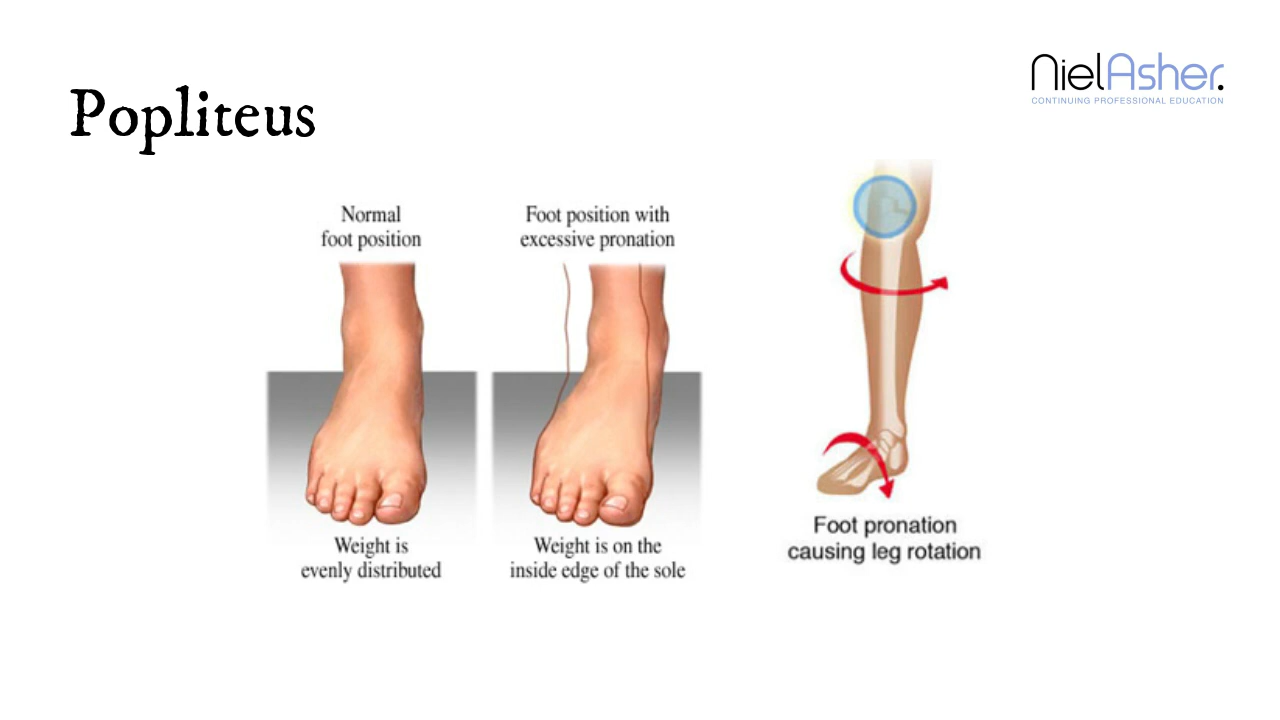 Popliteus
NielAsher.
CONTINUING PROFESSIONAL EDUCATION
Normal
foot position
Foot position with
excessive pronation
Weight is
evenly distributed
Weight is on the
inside edge of the sole
Foot pronation
causing leg rotation